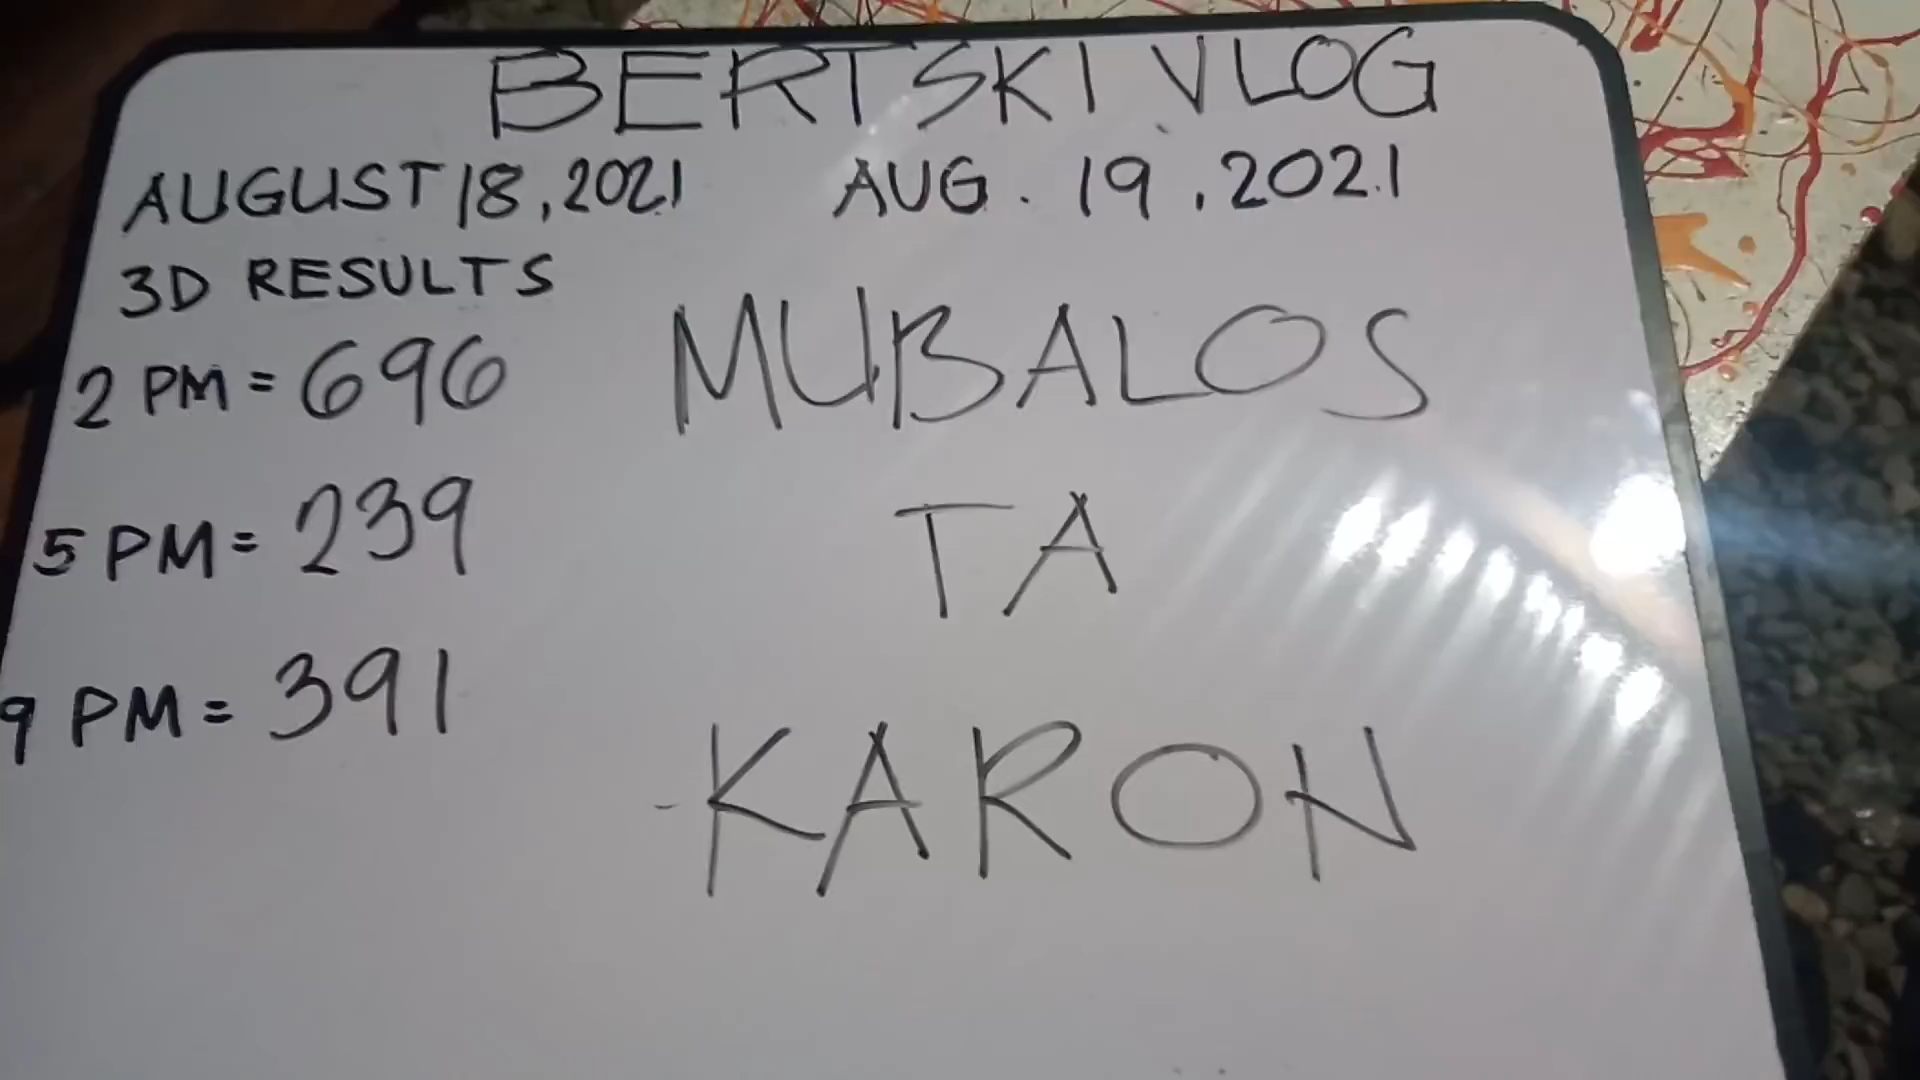 BERTSKI VLOG
AUGUST 18, 2021
3D RESULTS
2 PM = 696
5 PM = 239
9 PM = 391
AUG. 19, 2021
MUBALOS
TA
KARON